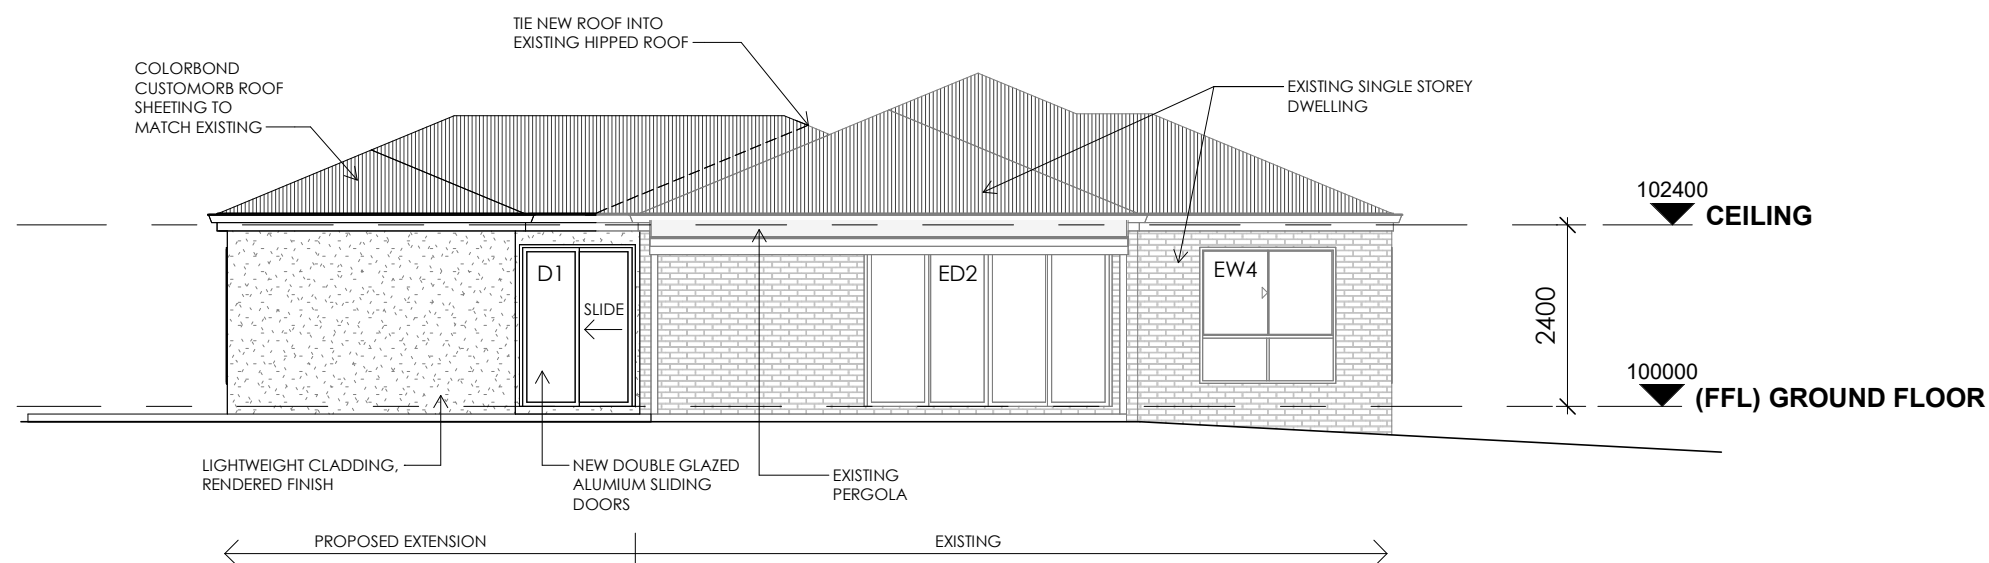 TIE NEW ROOF INTO
EXISTING HIPPED ROOF
COLORBOND
CUSTOMORB ROOF
SHEETING TO
MATCH EXISTING
EXISTING SINGLE STOREY
DWELLING
102400
CEILING
D1
SLIDE
ED2
EW4
2400
100000
(FFL) GROUND FLOOR
LIGHTWEIGHT CLADDING,
RENDERED FINISH
NEW DOUBLE GLAZED
ALUMIUM SLIDING
DOORS
EXISTING
PERGOLA
PROPOSED EXTENSION
EXISTING